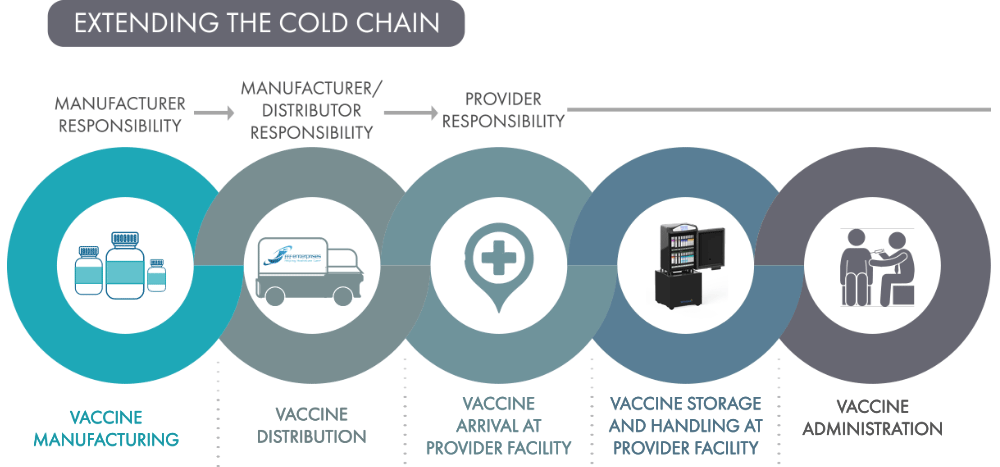 EXTENDING THE COLD CHAIN
MANUFACTURER
RESPONSIBILITY
MANUFACTURER/
DISTRIBUTOR
RESPONSIBILITY
PROVIDER
RESPONSIBILITY
VACCINE
MANUFACTURING
VACCINE
DISTRIBUTION
VACCINE
ARRIVAL AT
PROVIDER FACILITY
VACCINE STORAGE
AND HANDLING AT
PROVIDER FACILITY
VACCINE
ADMINISTRATION